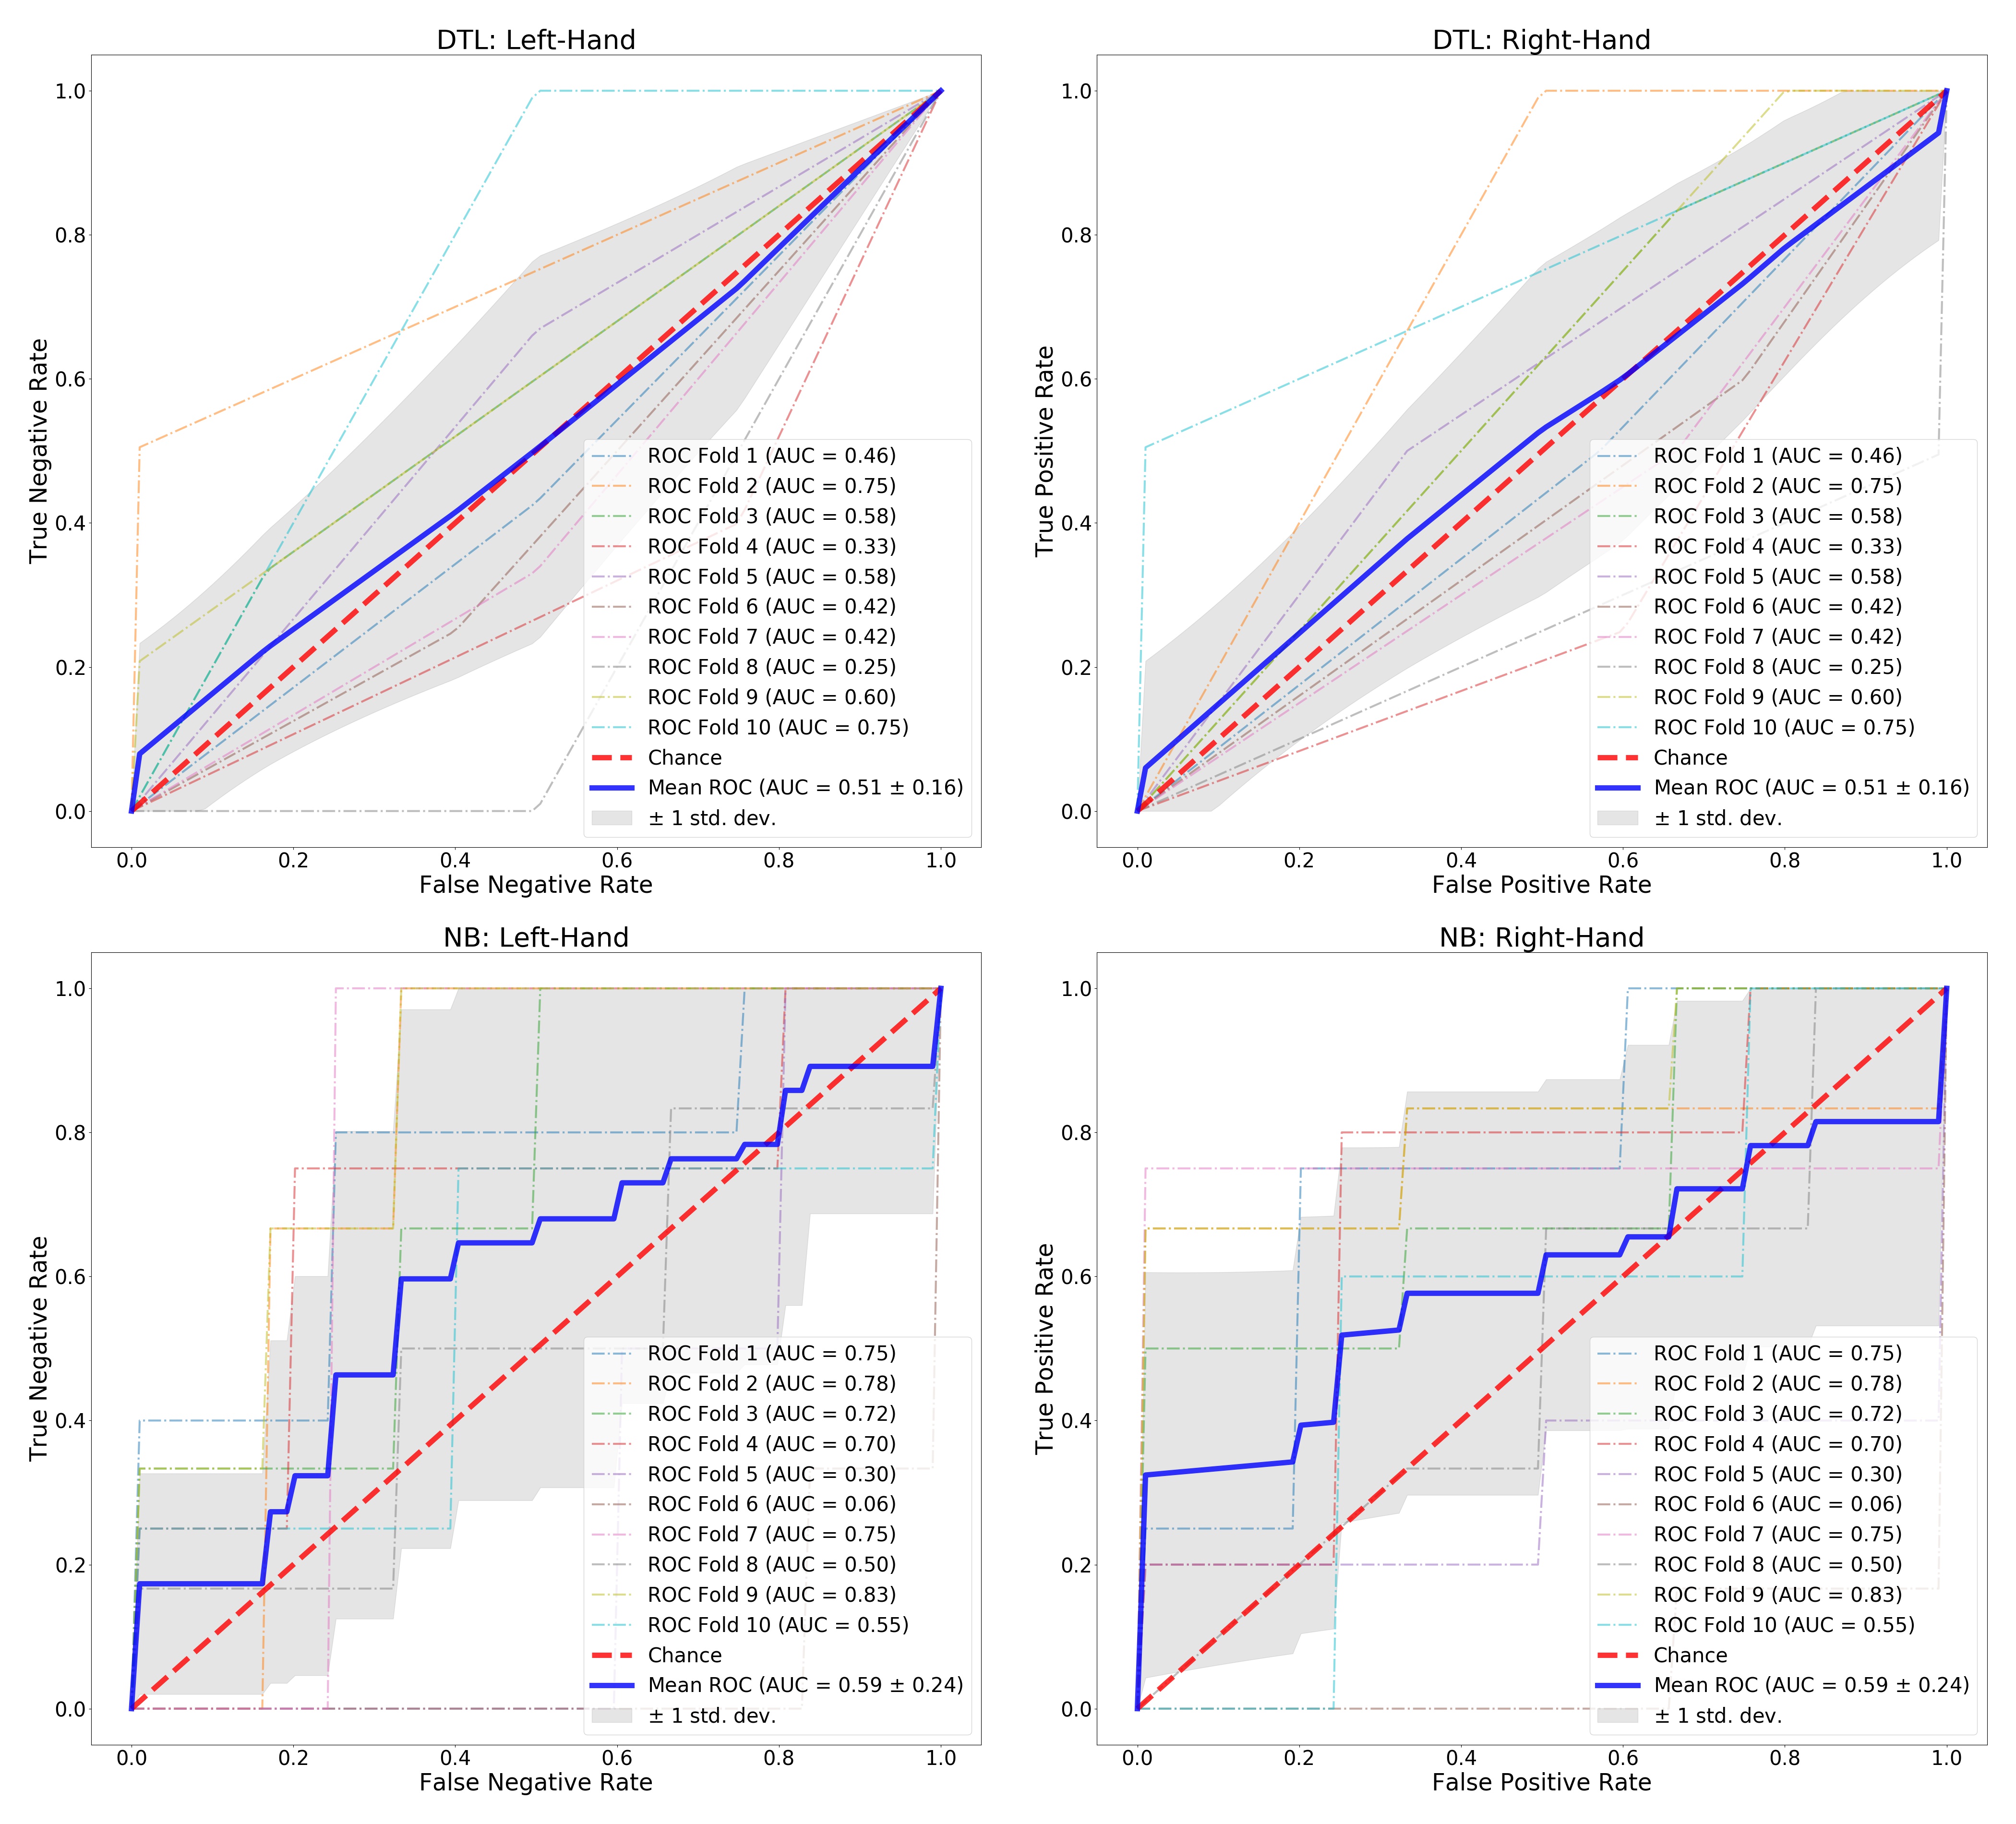 DTL: Left-Hand
True Negative Rate
1.0
0.8
0.6
0.4
0.2
0.0
ROC Fold 1 (AUC = 0.46)
ROC Fold 2 (AUC = 0.75)
ROC Fold 3 (AUC = 0.58)
ROC Fold 4 (AUC = 0.33)
ROC Fold 5 (AUC = 0.58)
ROC Fold 6 (AUC = 0.42)
ROC Fold 7 (AUC = 0.42)
ROC Fold 8 (AUC = 0.25)
ROC Fold 9 (AUC = 0.60)
ROC Fold 10 (AUC = 0.75)
Chance
Mean ROC (AUC = 0.51 ± 0.16)
± 1 std. dev.
0.0 0.2 0.4 0.6 0.8 1.0
False Negative Rate
DTL: Right-Hand
True Positive Rate
1.0
0.8
0.6
0.4
0.2
0.0
ROC Fold 1 (AUC = 0.46)
ROC Fold 2 (AUC = 0.75)
ROC Fold 3 (AUC = 0.58)
ROC Fold 4 (AUC = 0.33)
ROC Fold 5 (AUC = 0.58)
ROC Fold 6 (AUC = 0.42)
ROC Fold 7 (AUC = 0.42)
ROC Fold 8 (AUC = 0.25)
ROC Fold 9 (AUC = 0.60)
ROC Fold 10 (AUC = 0.75)
Chance
Mean ROC (AUC = 0.51 ± 0.16)
± 1 std. dev.
0.0 0.2 0.4 0.6 0.8 1.0
False Positive Rate
NB: Left-Hand
True Negative Rate
1.0
0.8
0.6
0.4
0.2
0.0
ROC Fold 1 (AUC = 0.75)
ROC Fold 2 (AUC = 0.78)
ROC Fold 3 (AUC = 0.72)
ROC Fold 4 (AUC = 0.70)
ROC Fold 5 (AUC = 0.30)
ROC Fold 6 (AUC = 0.06)
ROC Fold 7 (AUC = 0.75)
ROC Fold 8 (AUC = 0.50)
ROC Fold 9 (AUC = 0.83)
ROC Fold 10 (AUC = 0.55)
Chance
Mean ROC (AUC = 0.59 ± 0.24)
± 1 std. dev.
0.0 0.2 0.4 0.6 0.8 1.0
False Negative Rate
NB: Right-Hand
True Positive Rate
1.0
0.8
0.6
0.4
0.2
0.0
ROC Fold 1 (AUC = 0.75)
ROC Fold 2 (AUC = 0.78)
ROC Fold 3 (AUC = 0.72)
ROC Fold 4 (AUC = 0.70)
ROC Fold 5 (AUC = 0.30)
ROC Fold 6 (AUC = 0.06)
ROC Fold 7 (AUC = 0.75)
ROC Fold 8 (AUC = 0.50)
ROC Fold 9 (AUC = 0.83)
ROC Fold 10 (AUC = 0.55)
Chance
Mean ROC (AUC = 0.59 ± 0.24)
± 1 std. dev.
0.0 0.2 0.4 0.6 0.8 1.0
False Positive Rate